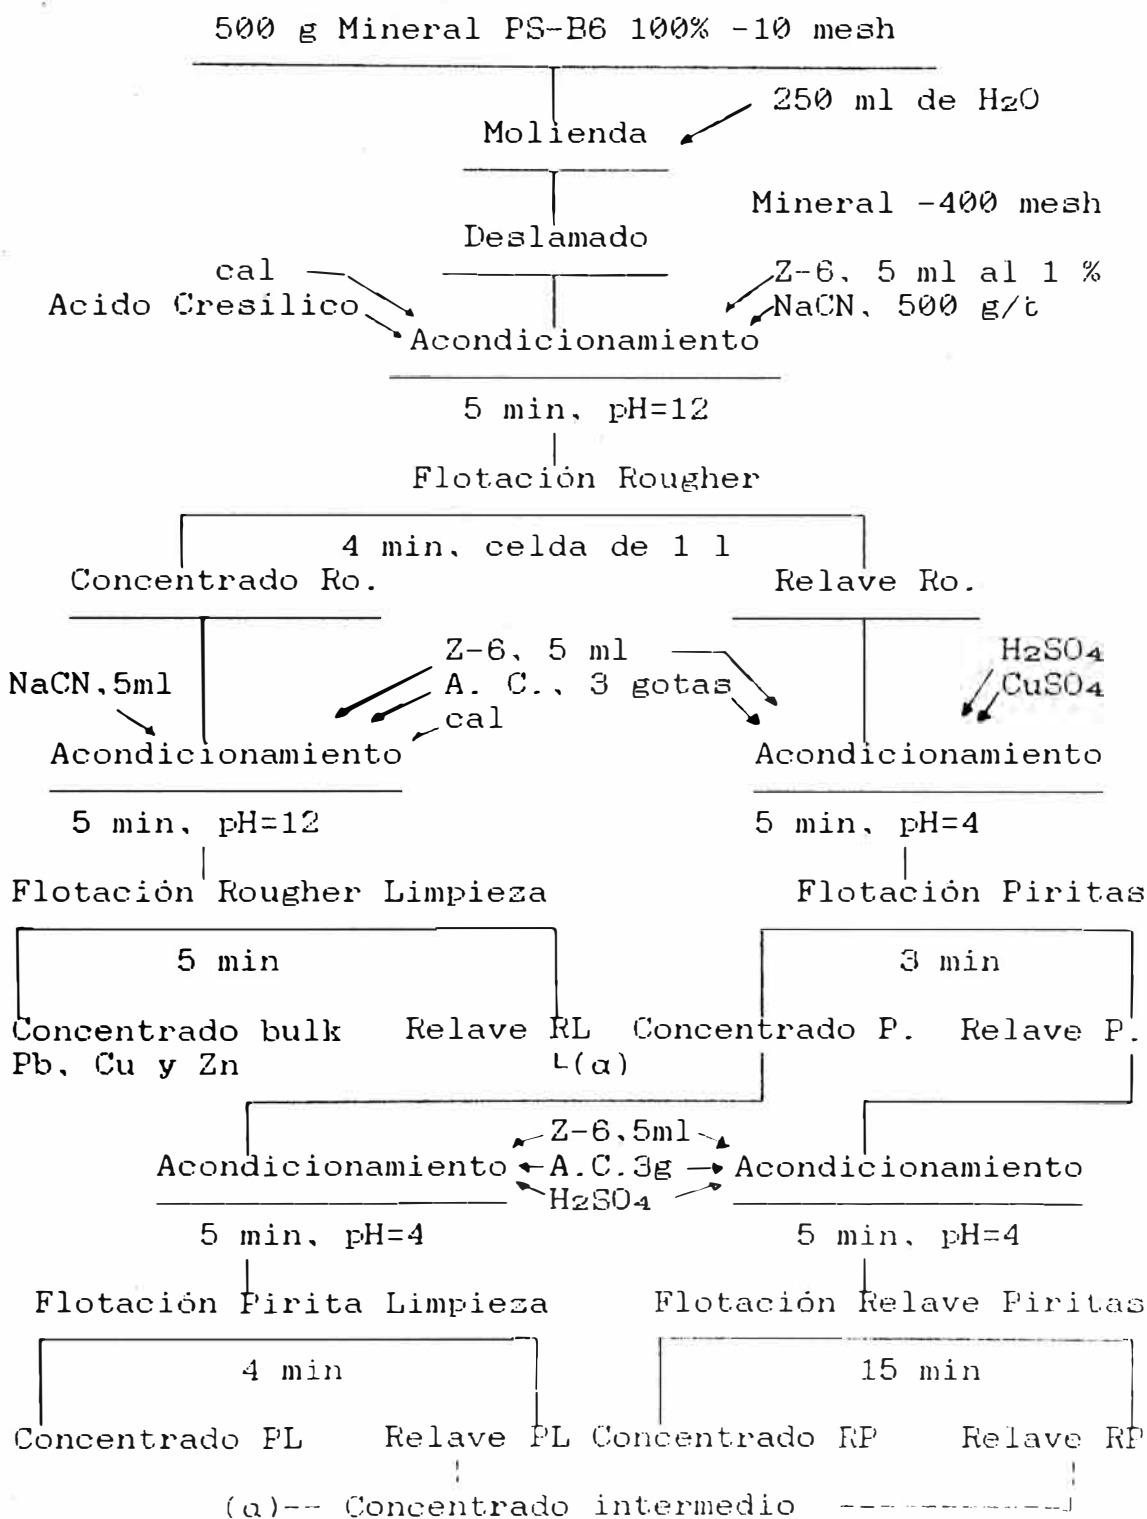 500 g Mineral PS-B6 100% -10 mesh
250 ml de H2O
Molienda
Mineral -400 mesh
Deslamado
cal
Z-6, 5 ml al 1 %
Acido Cresílico
NaCN, 500 g/t
Acondicionamiento
5 min, pH=12
Flotación Rougher
4 min, celda de 1 l
Concentrado Ro.
Relave Ro.
Z-6, 5 ml
H2SO4
NaCN,5ml
A. C., 3 gotas
CuSO4
cal
Acondicionamiento
Acondicionamiento
5 min, pH=12
5 min, pH=4
Flotación Rougher Limpieza
Flotación Piritas
5 min
3 min
Concentrado bulk
Relave RL
Concentrado P.
Relave P.
Pb, Cu y Zn
(α)
Z-6,5ml
Acondicionamiento
A.C.3g
Acondicionamiento
H2SO4
5 min, pH=4
5 min, pH=4
Flotación Pirita Limpieza
Flotación Relave Piritas
4 min
15 min
Concentrado PL
Relave PL
Concentrado RP
Relave RP
(α)-- Concentrado intermedio